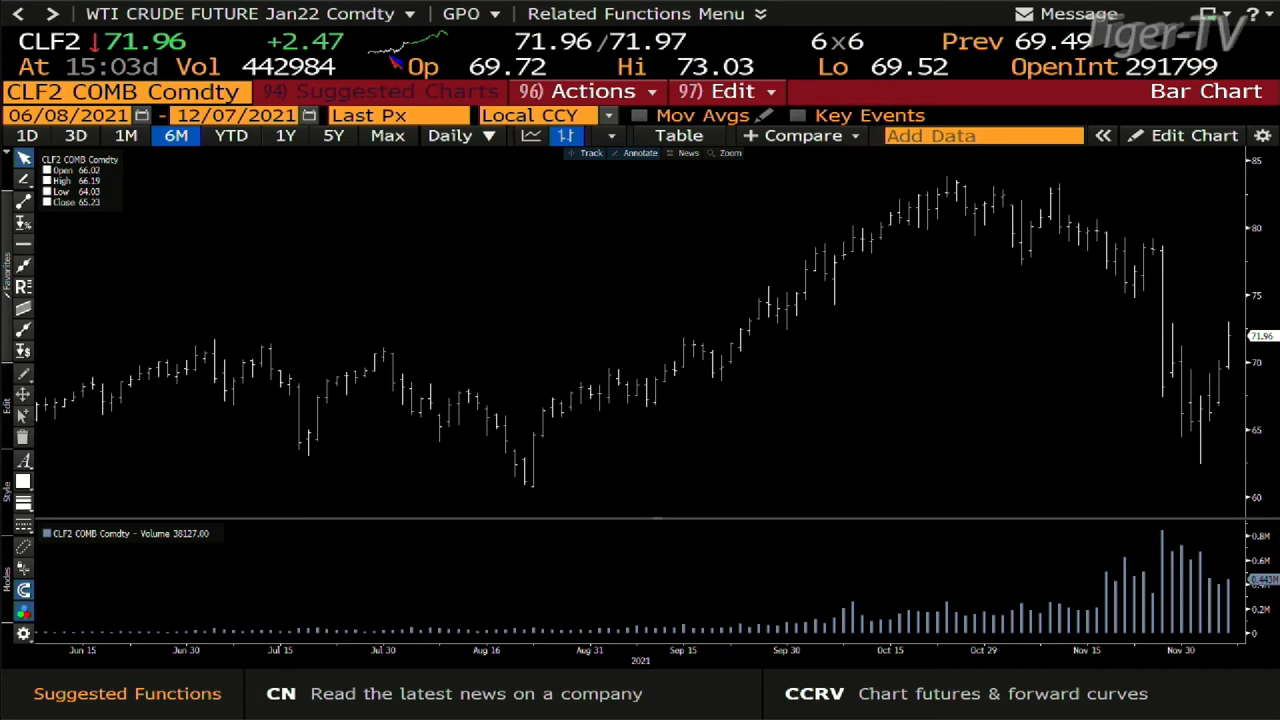 WTI CRUDE FUTURE Jan22 Comdty GPO Related Functions Menu Message ?
Tiger-TV
CLF2 71.96 +2.47 71.96 /71.97 6x6 Prev 69.49
At 15:03d Vol 442984 Op 69.72 Hi 73.03 Lo 69.52 OpenInt 291799
CLF2 COMB Comdty 94) Suggested Charts 96) Actions 97) Edit Bar Chart
06/08/2021 - 12/07/2021 Last Px Local CCY Mov Avgs Key Events
1D 3D 1M 6M YTD 1Y 5Y Max Daily Table + Compare Add Data « Edit Chart
Track Annotate News Zoom
CLF2 COMB Comdty
Open 66.02
High 66.19
Low 64.03
Close 65.23
85
80
75
71.96
70
65
60
Favorites
Edit
Style
Modes
CLF2 COMB Comdty - Volume 38127.00
0.8M
0.6M
0.443M
0.2M
0
Jun 15 Jun 30 Jul 15 Jul 30 Aug 16 Aug 31 Sep 15 Sep 30 Oct 15 Oct 29 Nov 15 Nov 30
2021
Suggested Functions CN Read the latest news on a company CCRV Chart futures & forward curves